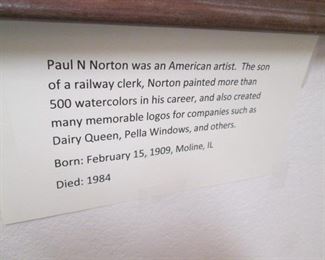 Paul N Norton was an American artist. The son
of a railway clerk, Norton painted more than
500 watercolors in his career, and also created
many memorable logos for companies such as
Dairy Queen, Pella Windows, and others.
Born: February 15, 1909, Moline, IL
Died: 1984